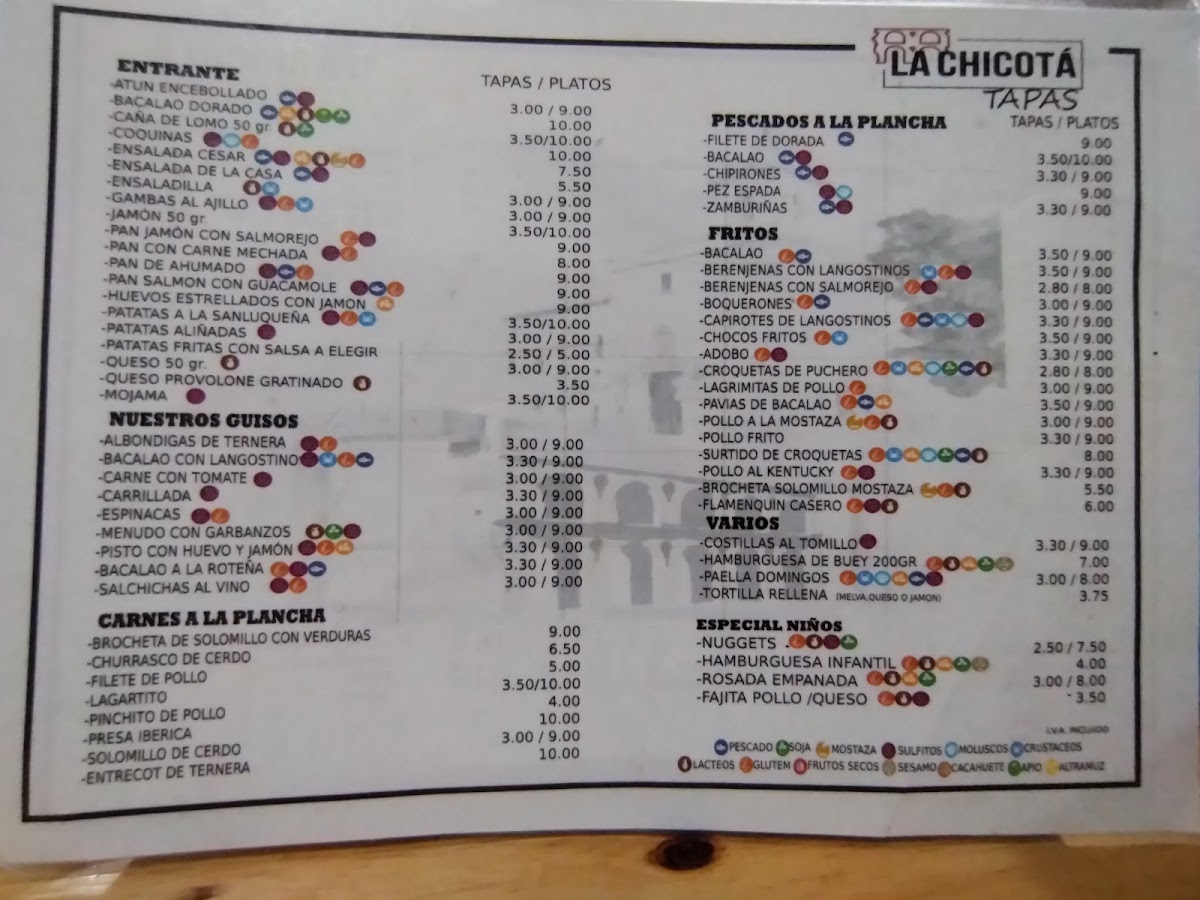 ENTRANTE TAPAS / PLATOS
-ATUN ENCEBOLLADO 3.00 / 9.00
-BACALAO DORADO 10.00
-CAÑA DE LOMO 50 gr. 3.50/10.00
-COQUINAS 10.00
-ENSALADA CESAR 7.50
-ENSALADA DE LA CASA 5.50
-ENSALADILLA 3.00 / 9.00
-GAMBAS AL AJILLO 3.00 / 9.00
-JAMÓN 50 gr. 3.50/10.00
-PAN JAMÓN CON SALMOREJO 9.00
-PAN CON CARNE MECHADA 8.00
-PAN DE AHUMADO 9.00
-PAN SALMON CON GUACAMOLE 9.00
-HUEVOS ESTRELLADOS CON JAMON 9.00
-PATATAS A LA SANLUQUEÑA 3.50/10.00
-PATATAS ALIÑADAS 3.00 / 9.00
-PATATAS FRITAS CON SALSA A ELEGIR 2.50 / 5.00
-QUESO 50 gr. 3.00 / 9.00
-QUESO PROVOLONE GRATINADO 3.50
-MOJAMA 3.50/10.00
NUESTROS GUISOS
-ALBONDIGAS DE TERNERA 3.00 / 9.00
-BACALAO CON LANGOSTINO 3.30 / 9.00
-CARNE CON TOMATE 3.00 / 9.00
-CARRILLADA 3.30 / 9.00
-ESPINACAS 3.00 / 9.00
-MENUDO CON GARBANZOS 3.00 / 9.00
-PISTO CON HUEVO Y JAMÓN 3.30 / 9.00
-BACALAO A LA ROTEÑA 3.30 / 9.00
-SALCHICHAS AL VINO 3.00 / 9.00
CARNES A LA PLANCHA
-BROCHETA DE SOLOMILLO CON VERDURAS 9.00
-CHURRASCO DE CERDO 6.50
-FILETE DE POLLO 5.00
-LAGARTITO 3.50/10.00
-PINCHITO DE POLLO 4.00
-PRESA IBERICA 10.00
-SOLOMILLO DE CERDO 3.00 / 9.00
-ENTRECOT DE TERNERA 10.00
LA CHICOTÁ
TAPAS
PESCADOS A LA PLANCHA TAPAS / PLATOS
-FILETE DE DORADA 9.00
-BACALAO 3.50/10.00
-CHIPIRONES 3.30 / 9.00
-PEZ ESPADA 9.00
-ZAMBURIÑAS 3.30 / 9.00
FRITOS
-BACALAO 3.50 / 9.00
-BERENJENAS CON LANGOSTINOS 3.50 / 9.00
-BERENJENAS CON SALMOREJO 2.80 / 8.00
-BOQUERONES 3.00 / 9.00
-CAPIROTES DE LANGOSTINOS 3.30 / 9.00
-CHOCOS FRITOS 3.50 / 9.00
-ADOBO 3.30 / 9.00
-CROQUETAS DE PUCHERO 2.80 / 8.00
-LAGRIMITAS DE POLLO 3.00 / 9.00
-PAVIAS DE BACALAO 3.50 / 9.00
-POLLO A LA MOSTAZA 3.00 / 9.00
-POLLO FRITO 3.30 / 9.00
-SURTIDO DE CROQUETAS 8.00
-POLLO AL KENTUCKY 3.30 / 9.00
-BROCHETA SOLOMILLO MOSTAZA 5.50
-FLAMENQUIN CASERO 6.00
VARIOS
-COSTILLAS AL TOMILLO 3.30 / 9.00
-HAMBURGUESA DE BUEY 200GR 7.00
-PAELLA DOMINGOS 3.00 / 8.00
-TORTILLA RELLENA (MELVA,QUESO O JAMON) 3.75
ESPECIAL NIÑOS
-NUGGETS 2.50 / 7.50
-HAMBURGUESA INFANTIL 4.00
-ROSADA EMPANADA 3.00 / 8.00
-FAJITA POLLO /QUESO 3.50
I.V.A. INCLUIDO
PESCADO SOJA MOSTAZA SULFITOS MOLUSCOS CRUSTACEOS
LACTEOS GLUTEM FRUTOS SECOS SESAMO CACAHUETE APIO ALTRAMUZ